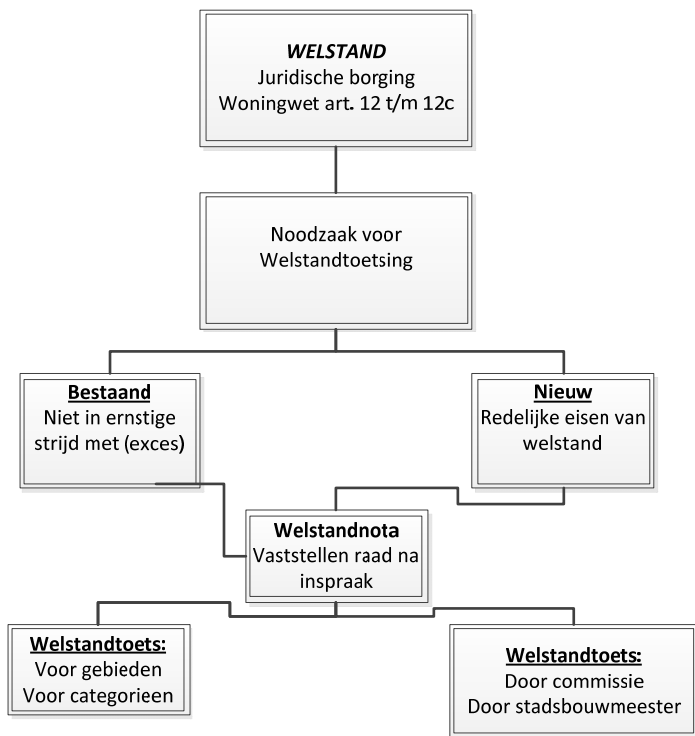 WELSTAND
Juridische borging
Woningwet art. 12 t/m 12c
Noodzaak voor
Welstandtoetsing
Bestaand
Niet in ernstige
strijd met (exces)
Nieuw
Redelijke eisen van
welstand
Welstandnota
Vaststellen raad na
inspraak
Welstandtoets:
Voor gebieden
Voor categorieen
Welstandtoets:
Door commissie
Door stadsbouwmeester